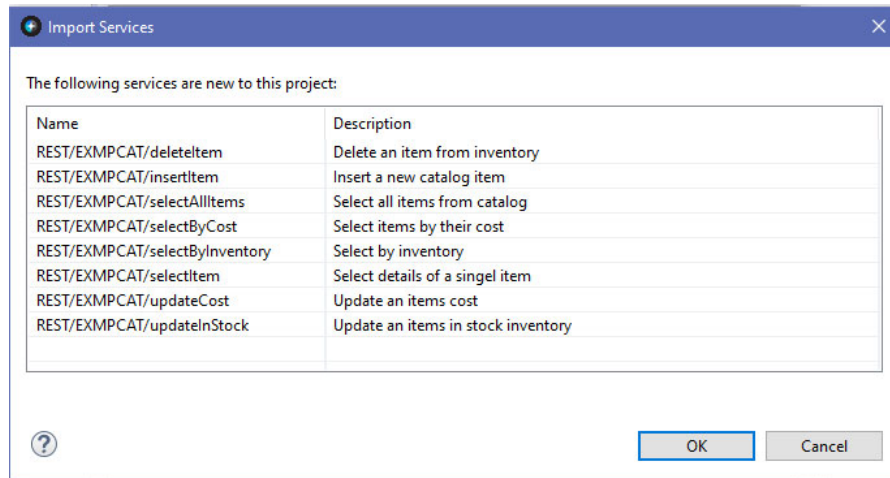 Import Services
The following services are new to this project:
Name Description
REST/EXMPCAT/deleteItem Delete an item from inventory
REST/EXMPCAT/insertItem Insert a new catalog item
REST/EXMPCAT/selectAllItems Select all items from catalog
REST/EXMPCAT/selectByCost Select items by their cost
REST/EXMPCAT/selectByInventory Select by inventory
REST/EXMPCAT/selectItem Select details of a singel item
REST/EXMPCAT/updateCost Update an items cost
REST/EXMPCAT/updateInStock Update an items in stock inventory
? OK Cancel